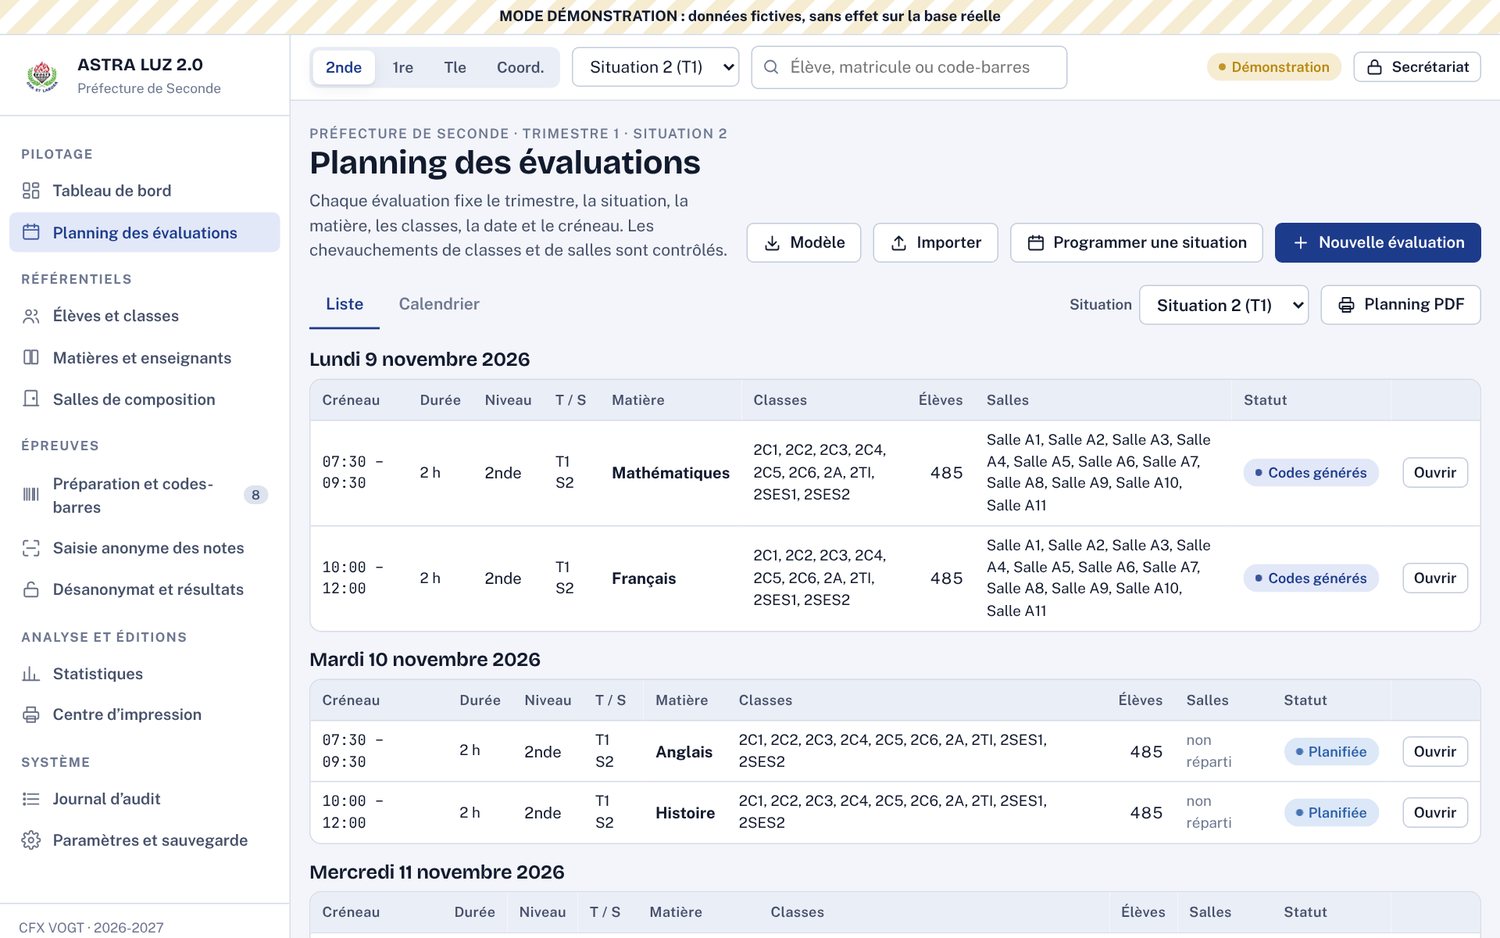 MODE DÉMONSTRATION : données fictives, sans effet sur la base réelle
ASTRA LUZ 2.0
Préfecture de Seconde
2nde 1re Tle Coord. Situation 2 (T1) Élève, matricule ou code-barres Démonstration Secrétariat
PILOTAGE
Tableau de bord
Planning des évaluations
RÉFÉRENTIELS
Élèves et classes
Matières et enseignants
Salles de composition
ÉPREUVES
Préparation et codes-
barres
8
Saisie anonyme des notes
Désanonymat et résultats
ANALYSE ET ÉDITIONS
Statistiques
Centre d’impression
SYSTÈME
Journal d’audit
Paramètres et sauvegarde
CFX VOGT · 2026-2027
PRÉFECTURE DE SECONDE · TRIMESTRE 1 · SITUATION 2
Planning des évaluations
Chaque évaluation fixe le trimestre, la situation, la
matière, les classes, la date et le créneau. Les
chevauchements de classes et de salles sont contrôlés.
Modèle Importer Programmer une situation Nouvelle évaluation
Liste Calendrier Situation Situation 2 (T1) Planning PDF
Lundi 9 novembre 2026
Créneau Durée Niveau T / S Matière Classes Élèves Salles Statut
07:30 –
09:30
2 h
2nde
T1
S2
Mathématiques
2C1, 2C2, 2C3, 2C4,
2C5, 2C6, 2A, 2TI,
2SES1, 2SES2
485
Salle A1, Salle A2, Salle A3, Salle
A4, Salle A5, Salle A6, Salle A7,
Salle A8, Salle A9, Salle A10,
Salle A11
Codes générés
Ouvrir
10:00 –
12:00
2 h
2nde
T1
S2
Français
2C1, 2C2, 2C3, 2C4,
2C5, 2C6, 2A, 2TI,
2SES1, 2SES2
485
Salle A1, Salle A2, Salle A3, Salle
A4, Salle A5, Salle A6, Salle A7,
Salle A8, Salle A9, Salle A10,
Salle A11
Codes générés
Ouvrir
Mardi 10 novembre 2026
Créneau Durée Niveau T / S Matière Classes Élèves Salles Statut
07:30 –
09:30
2 h
2nde
T1
S2
Anglais
2C1, 2C2, 2C3, 2C4, 2C5, 2C6, 2A, 2TI, 2SES1,
2SES2
485
non
réparti
Planifiée
Ouvrir
10:00 –
12:00
2 h
2nde
T1
S2
Histoire
2C1, 2C2, 2C3, 2C4, 2C5, 2C6, 2A, 2TI, 2SES1,
2SES2
485
non
réparti
Planifiée
Ouvrir
Mercredi 11 novembre 2026
Créneau Durée Niveau T / S Matière Classes Élèves Salles Statut